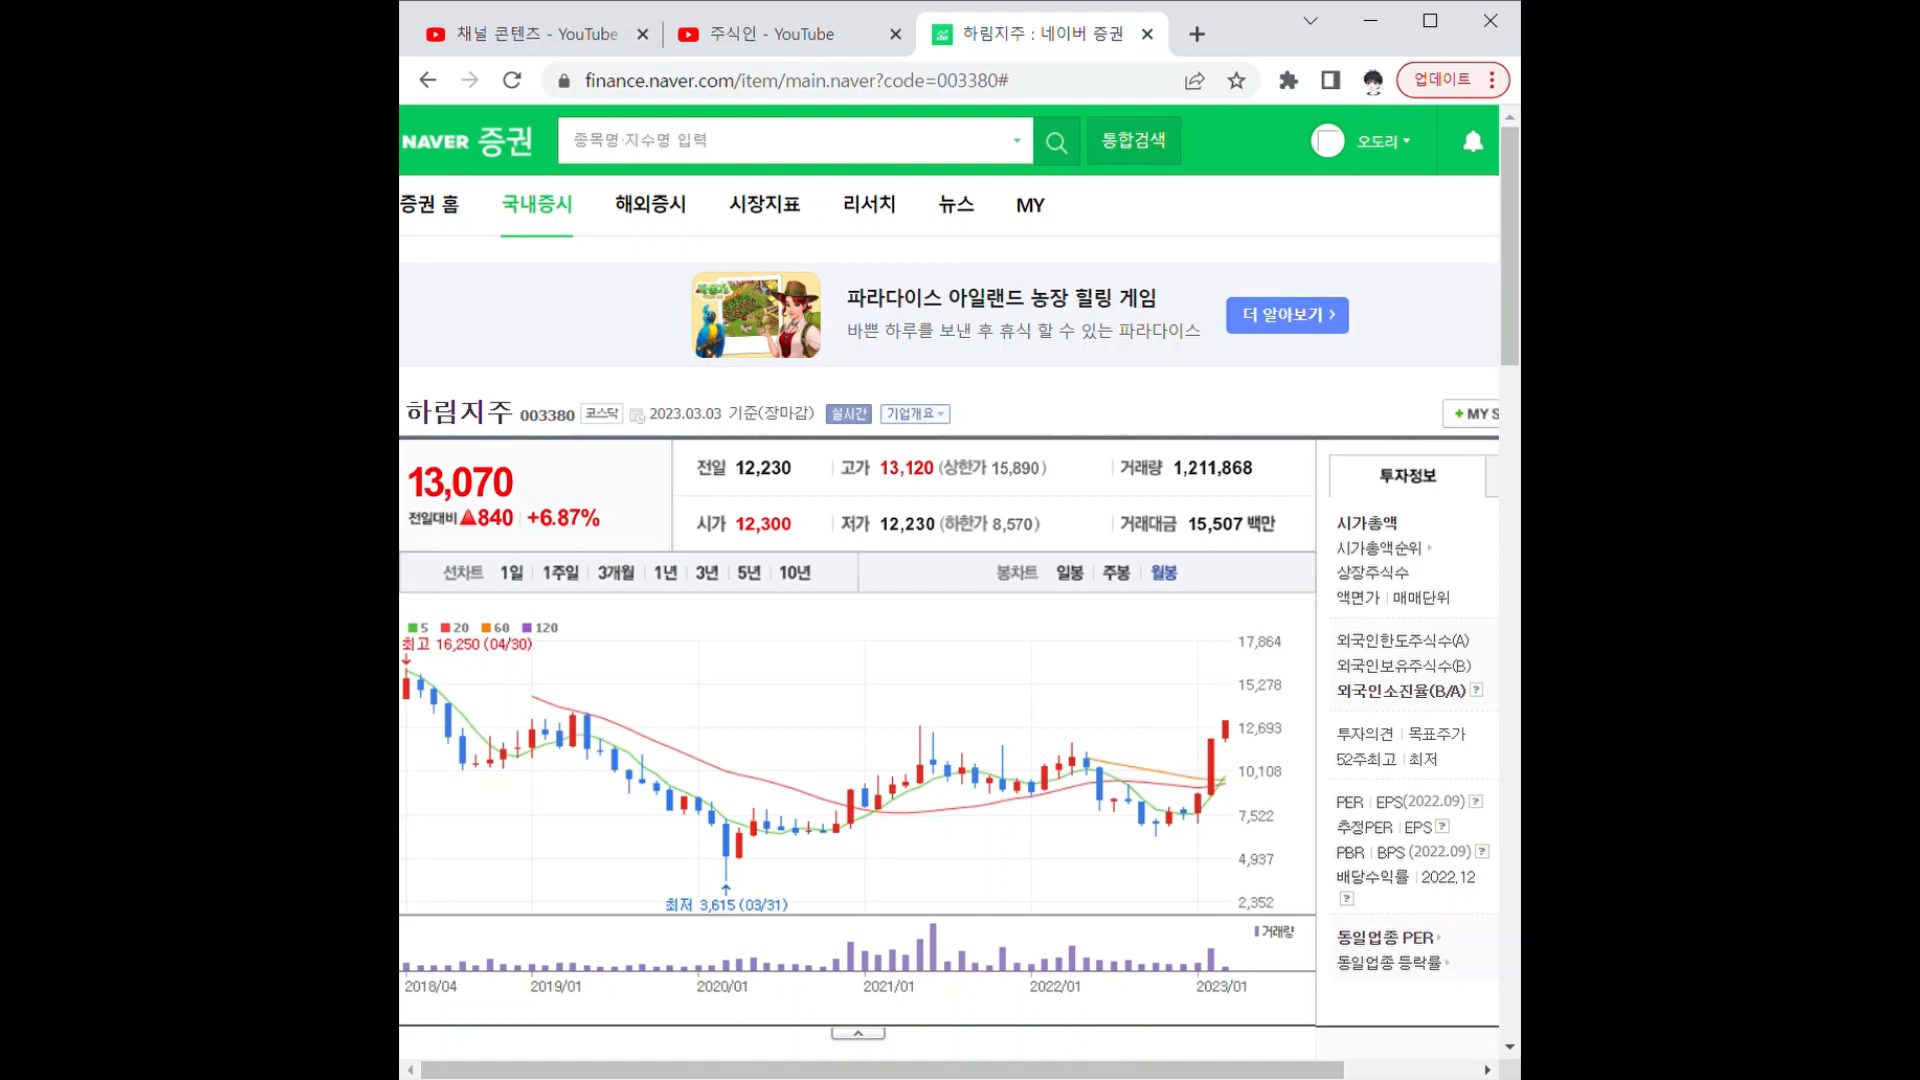 채널 콘텐츠 - YouTube
주식인 - YouTube
하림지주 : 네이버 증권
finance.naver.com/item/main.naver?code=003380#
업데이트
NAVER 증권
종목명·지수명 입력
통합검색
오도리
증권 홈 국내증시 해외증시 시장지표 리서치 뉴스 MY
파라다이스 아일랜드 농장 힐링 게임
바쁜 하루를 보낸 후 휴식 할 수 있는 파라다이스
더 알아보기
하림지주 003380 코스닥 2023.03.03 기준(장마감) 실시간 기업개요
+ MY S
13,070
전일대비 ▲840 +6.87%
전일 12,230 고가 13,120 (상한가 15,890) 거래량 1,211,868
시가 12,300 저가 12,230 (하한가 8,570) 거래대금 15,507 백만
선차트 1일 1주일 3개월 1년 3년 5년 10년
봉차트 일봉 주봉 월봉
5 20 60 120
최고 16,250 (04/30)
17,864
15,278
12,693
10,108
7,522
4,937
2,352
최저 3,615 (03/31)
거래량
2018/04 2019/01 2020/01 2021/01 2022/01 2023/01
투자정보
시가총액
시가총액순위
상장주식수
액면가 매매단위
외국인한도주식수(A)
외국인보유주식수(B)
외국인소진율(B/A) ?
투자의견 목표주가
52주최고 최저
PER EPS(2022.09) ?
추정PER EPS ?
PBR BPS (2022.09) ?
배당수익률 2022.12
?
동일업종 PER
동일업종 등락률